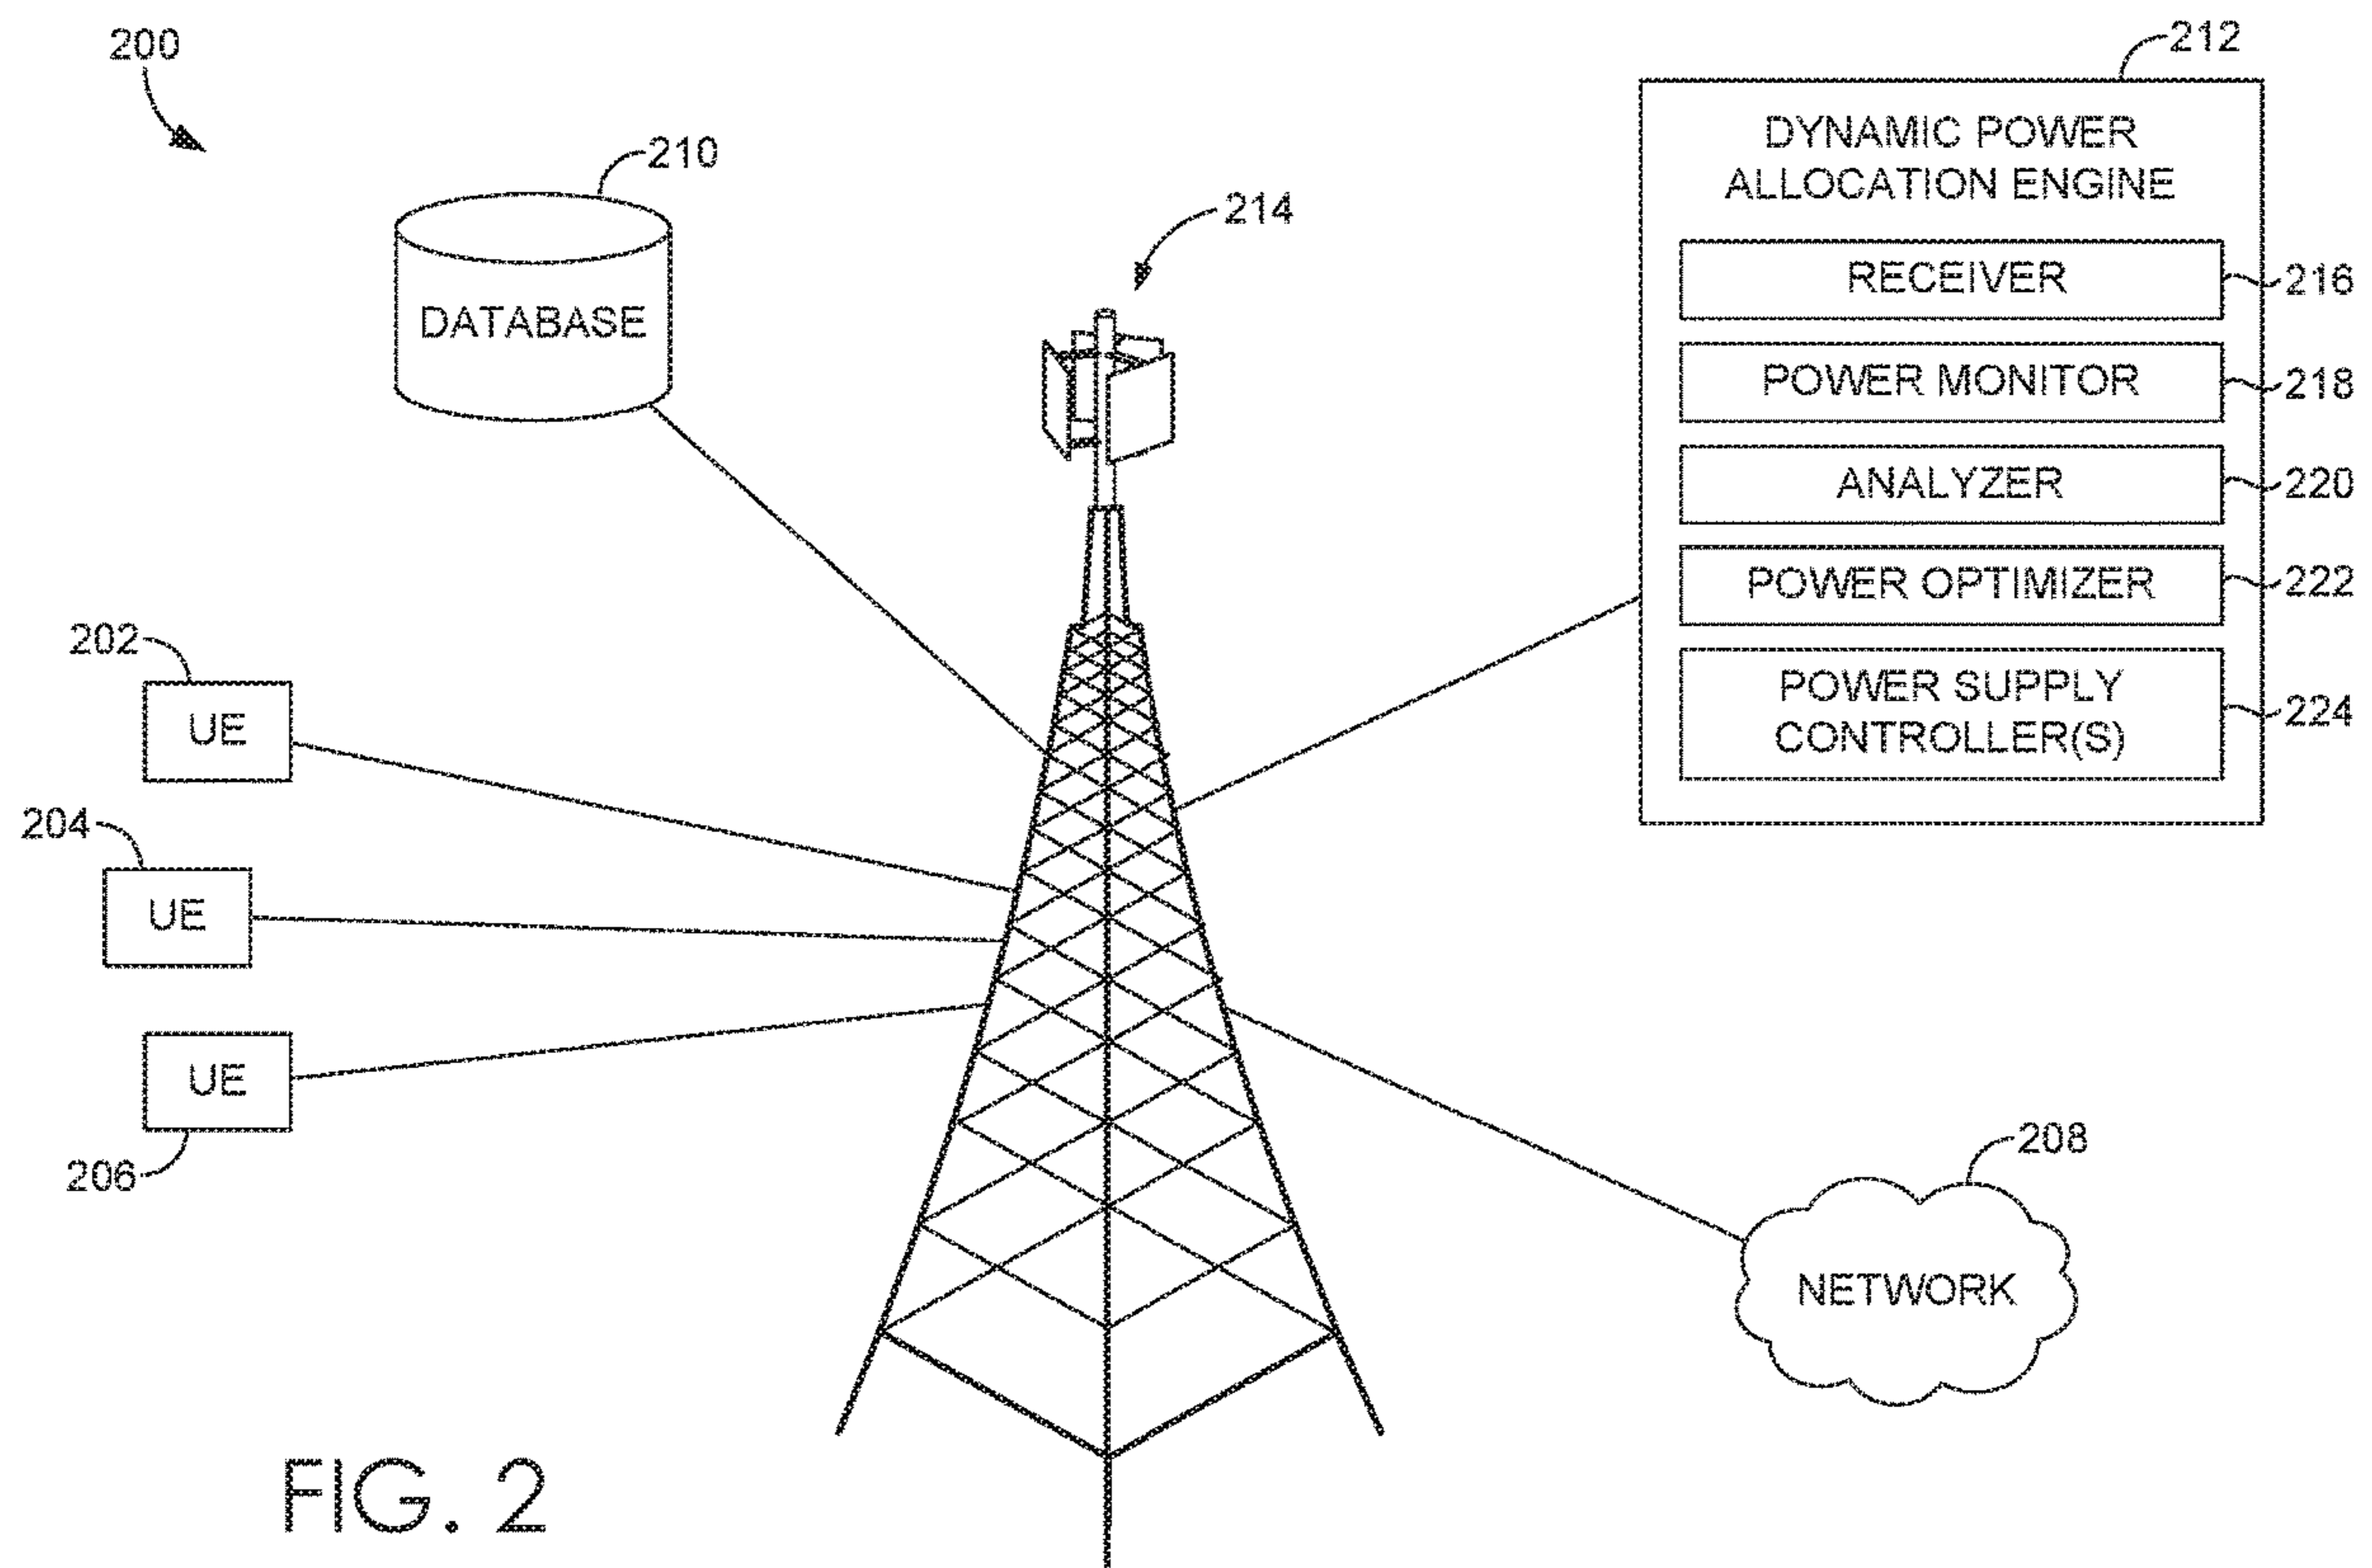 200
210
DATABASE
214
212
DYNAMIC POWER
ALLOCATION ENGINE
RECEIVER
216
POWER MONITOR
218
ANALYZER
220
POWER OPTIMIZER
222
POWER SUPPLY
CONTROLLER(S)
224
202
UE
204
UE
UE
206
208
NETWORK
FIG. 2